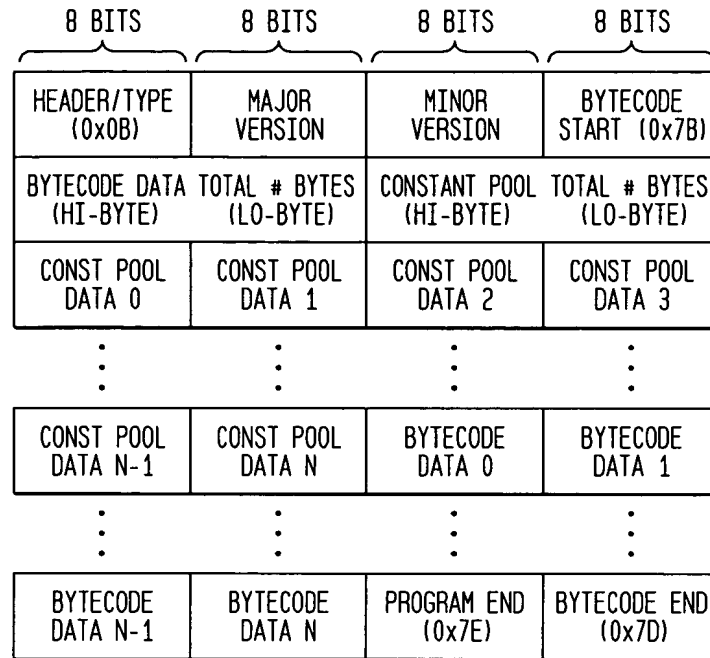 8 BITS 8 BITS 8 BITS 8 BITS
HEADER/TYPE MAJOR MINOR BYTECODE
(0x0B) VERSION VERSION START (0x7B)
BYTECODE DATA TOTAL # BYTES CONSTANT POOL TOTAL # BYTES
(HI-BYTE) (LO-BYTE) (HI-BYTE) (LO-BYTE)
CONST POOL CONST POOL CONST POOL CONST POOL
DATA 0 DATA 1 DATA 2 DATA 3
CONST POOL CONST POOL BYTECODE BYTECODE
DATA N-1 DATA N DATA 0 DATA 1
BYTECODE BYTECODE PROGRAM END BYTECODE END
DATA N-1 DATA N (0x7E) (0x7D)